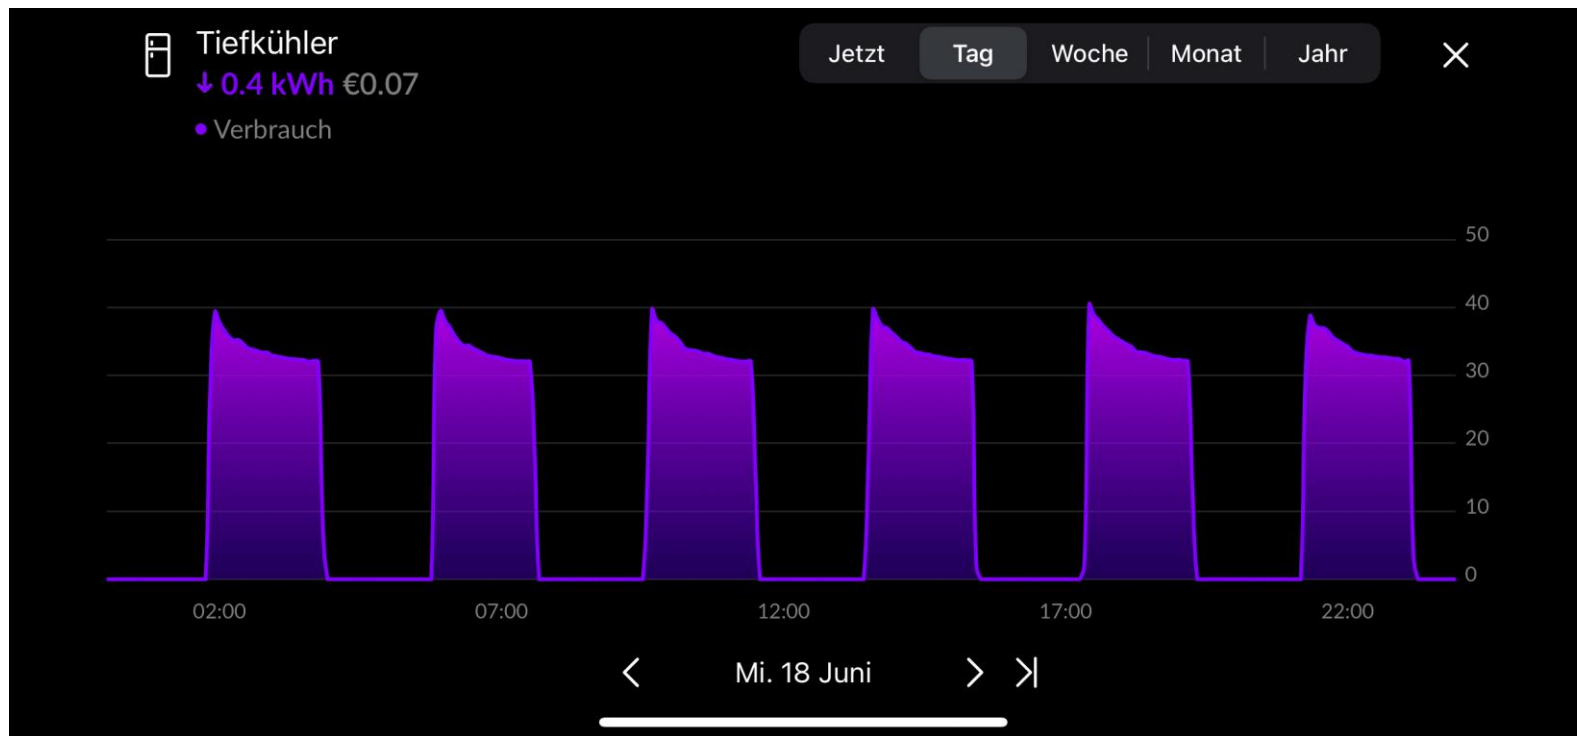 Tiefkühler
↓ 0.4 kWh €0.07
• Verbrauch
Jetzt Tag Woche Monat Jahr
50
40
30
20
10
0
02:00 07:00 12:00 17:00 22:00
Mi. 18 Juni